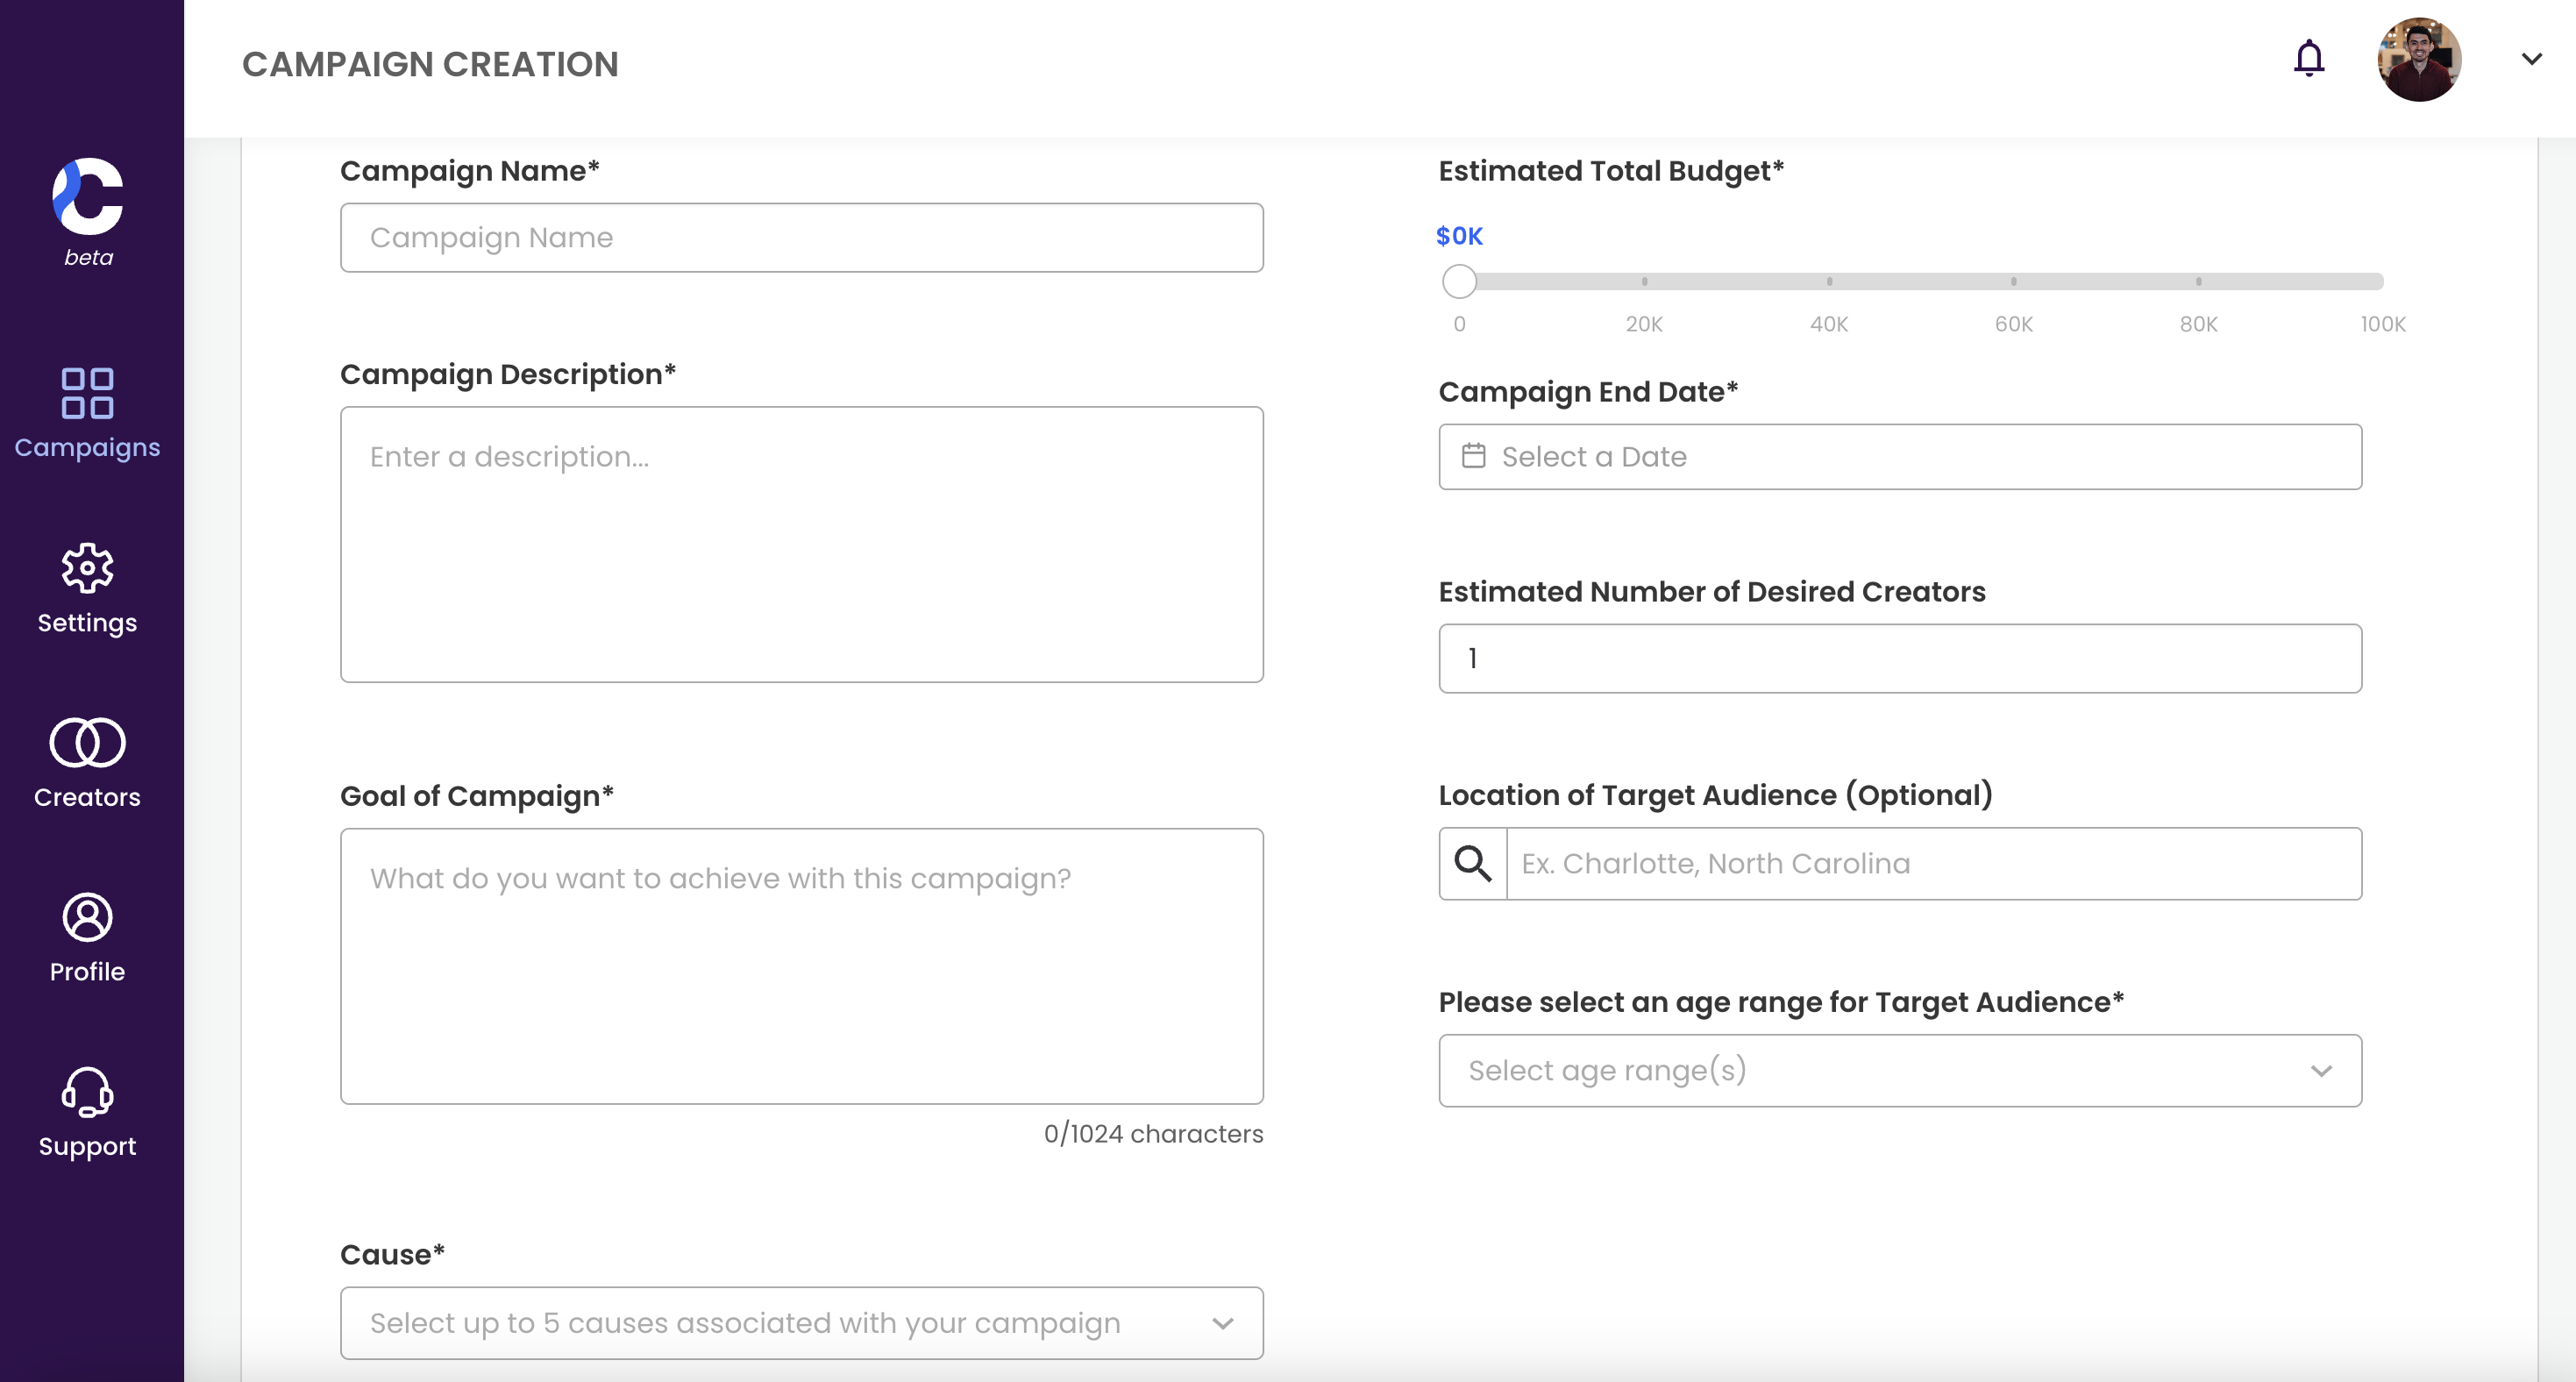 CAMPAIGN CREATION
beta
Campaigns
Settings
Creators
Profile
Support
Campaign Name*
Campaign Name
Campaign Description*
Enter a description...
Goal of Campaign*
What do you want to achieve with this campaign?
0/1024 characters
Cause*
Select up to 5 causes associated with your campaign
Estimated Total Budget*
$0K
0 20K 40K 60K 80K 100K
Campaign End Date*
Select a Date
Estimated Number of Desired Creators
1
Location of Target Audience (Optional)
Ex. Charlotte, North Carolina
Please select an age range for Target Audience*
Select age range(s)